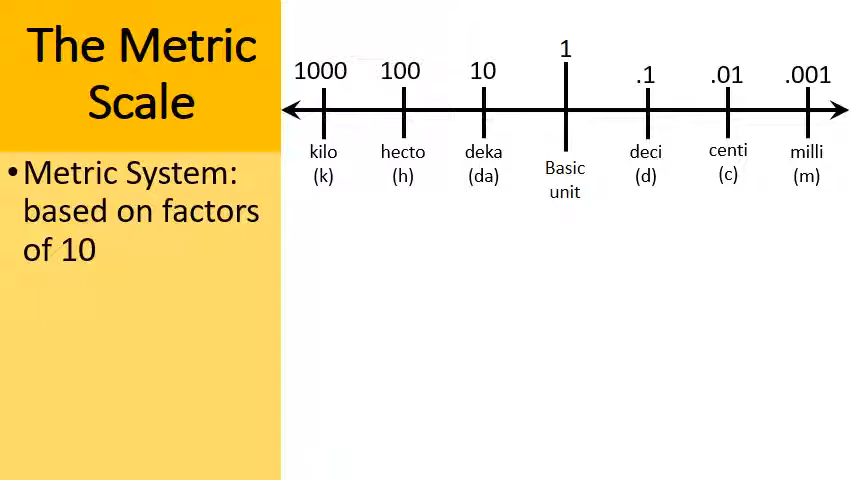 The Metric
Scale
• Metric System:
based on factors
of 10
1000 100 10 1 .1 .01 .001
kilo hecto deka Basic deci centi milli
(k) (h) (da) unit (d) (c) (m)